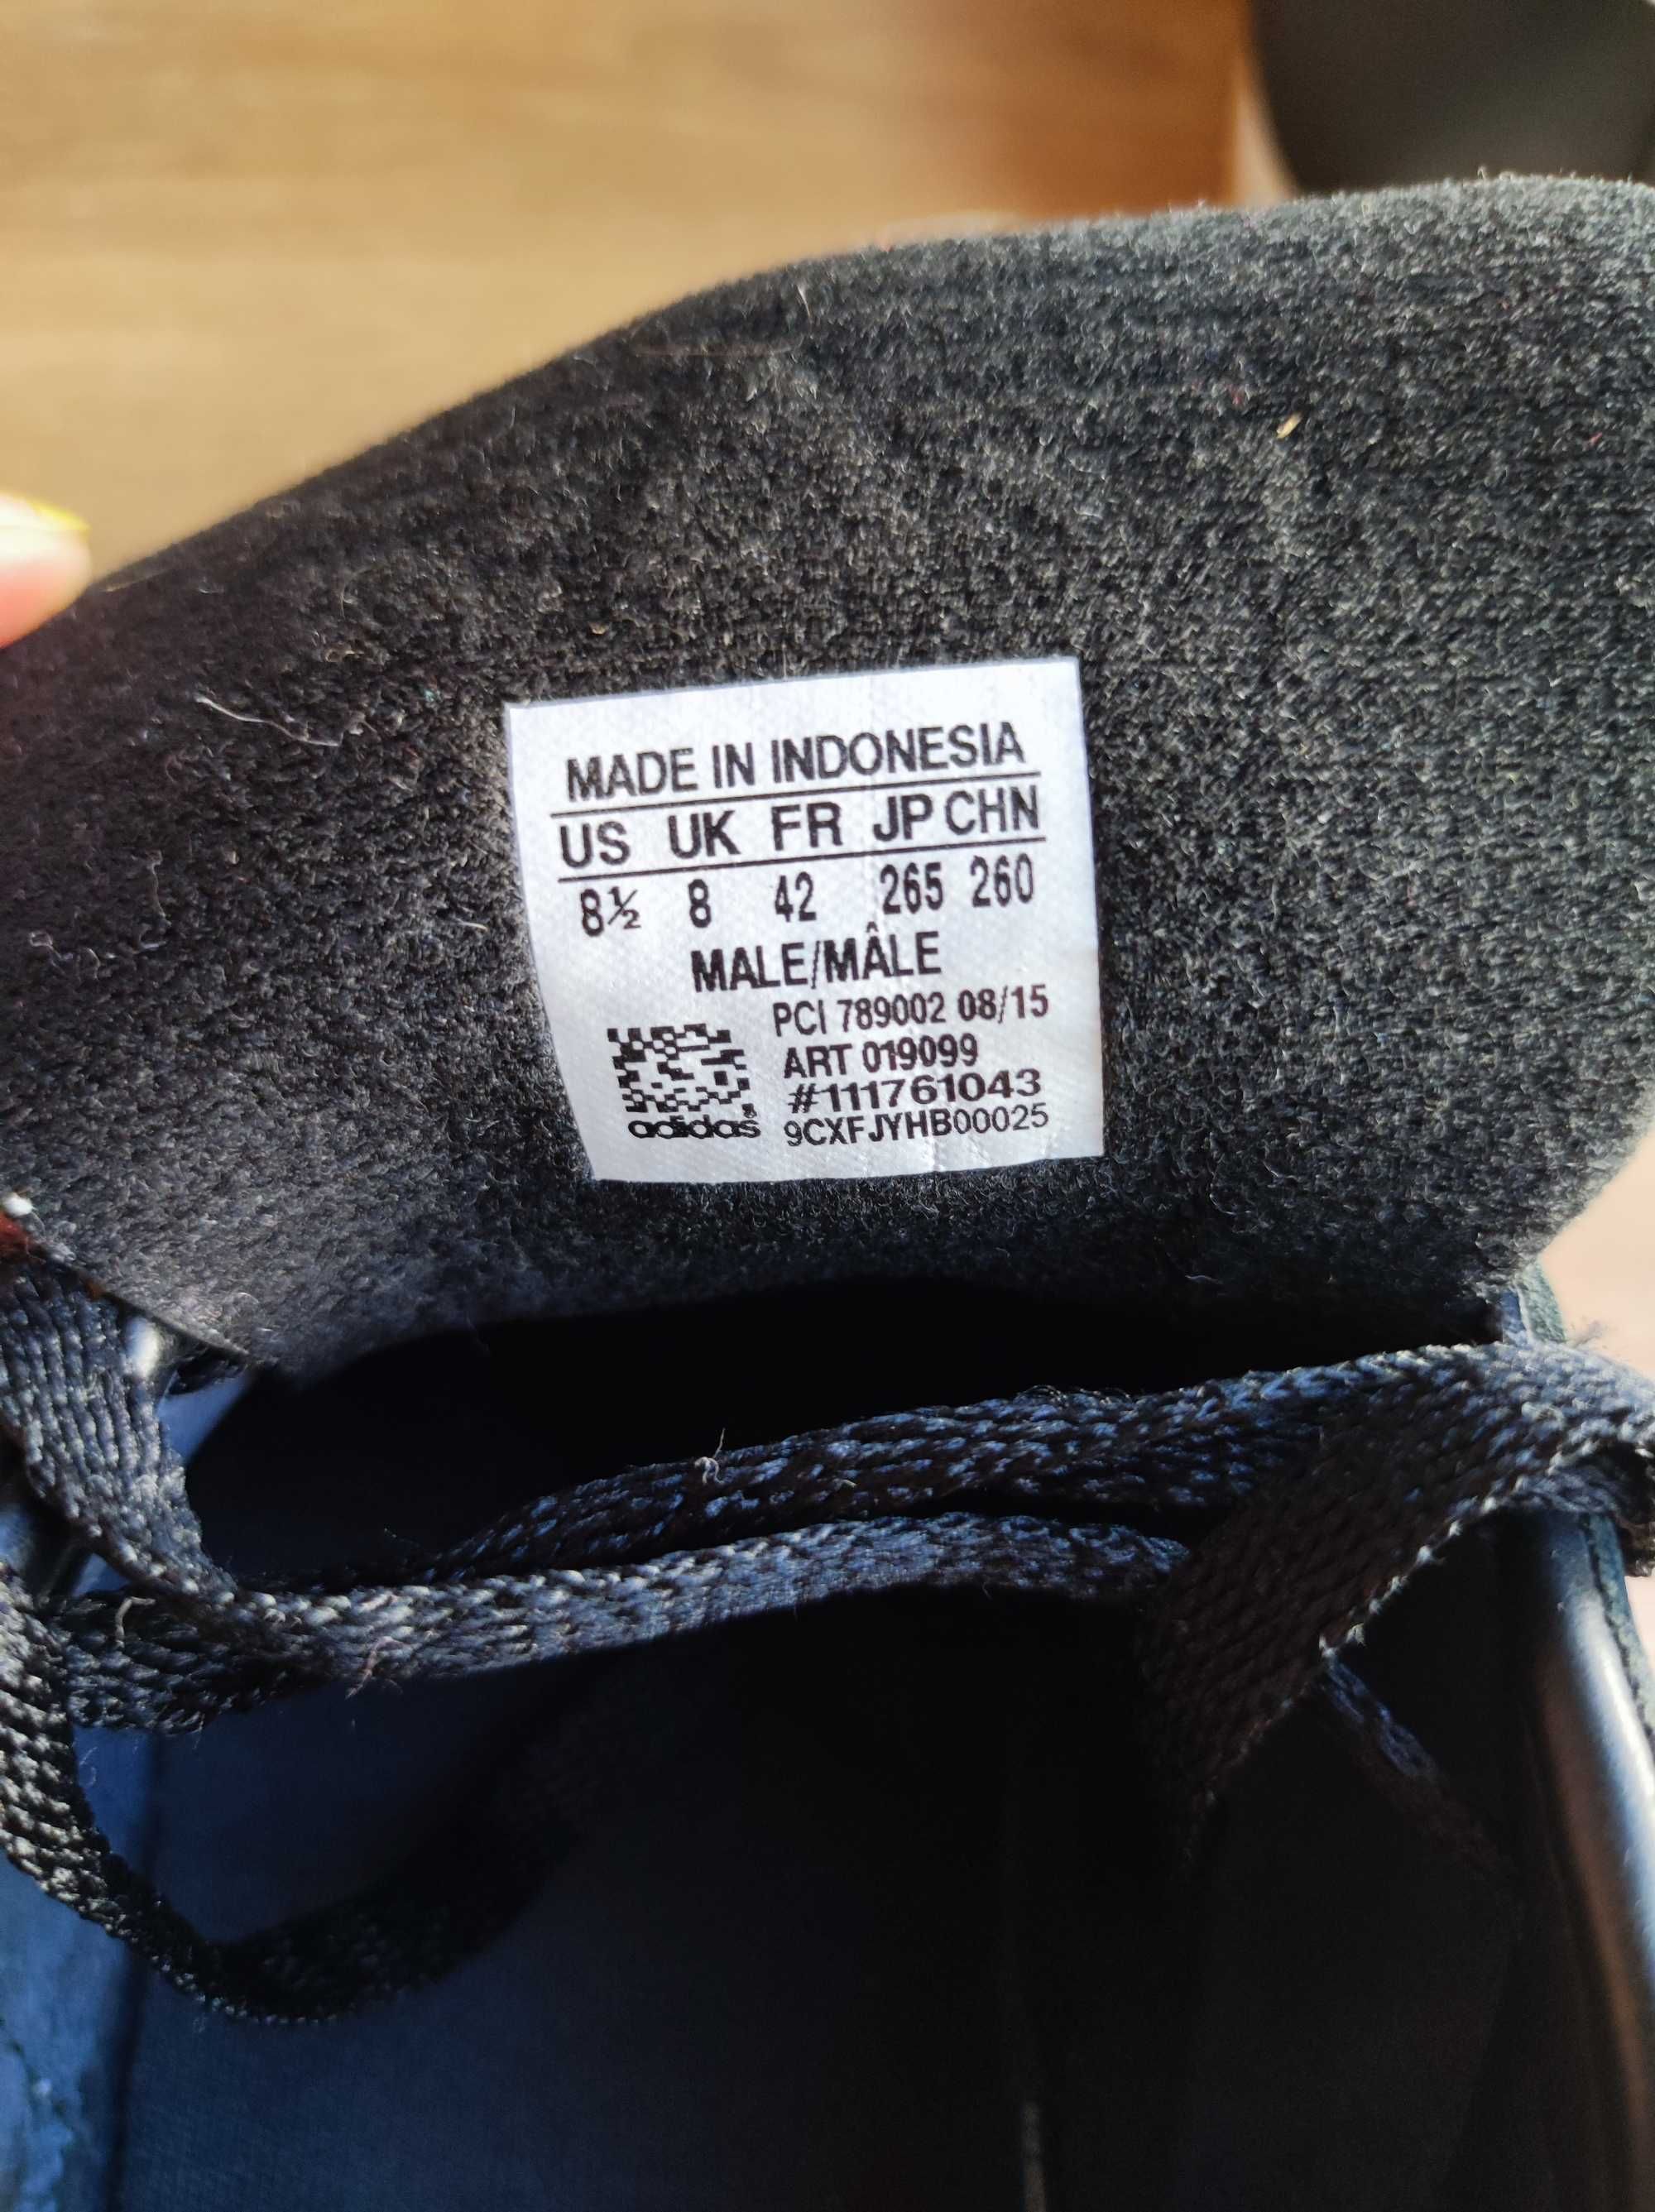 MADE IN INDONESIA
US UK FR JP CHN
8½ 8 42 265 260
MALE/MÂLE
PCI 789002 08/15
ART 019099
#111761043
adidas 9CXFJYHB00025